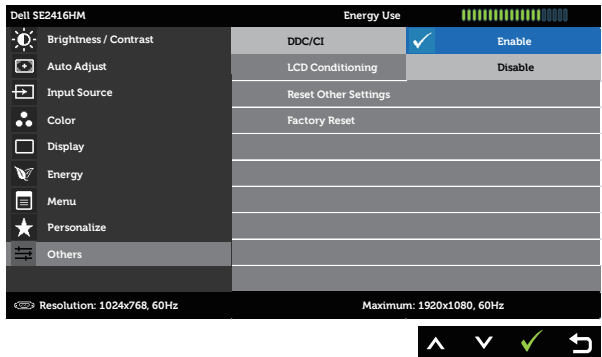 Dell SE2416HM Energy Use
Brightness / Contrast DDC/CI Enable
Auto Adjust LCD Conditioning Disable
Input Source Reset Other Settings
Color Factory Reset
Display
Energy
Menu
Personalize
Others
Resolution: 1024x768, 60Hz Maximum: 1920x1080, 60Hz